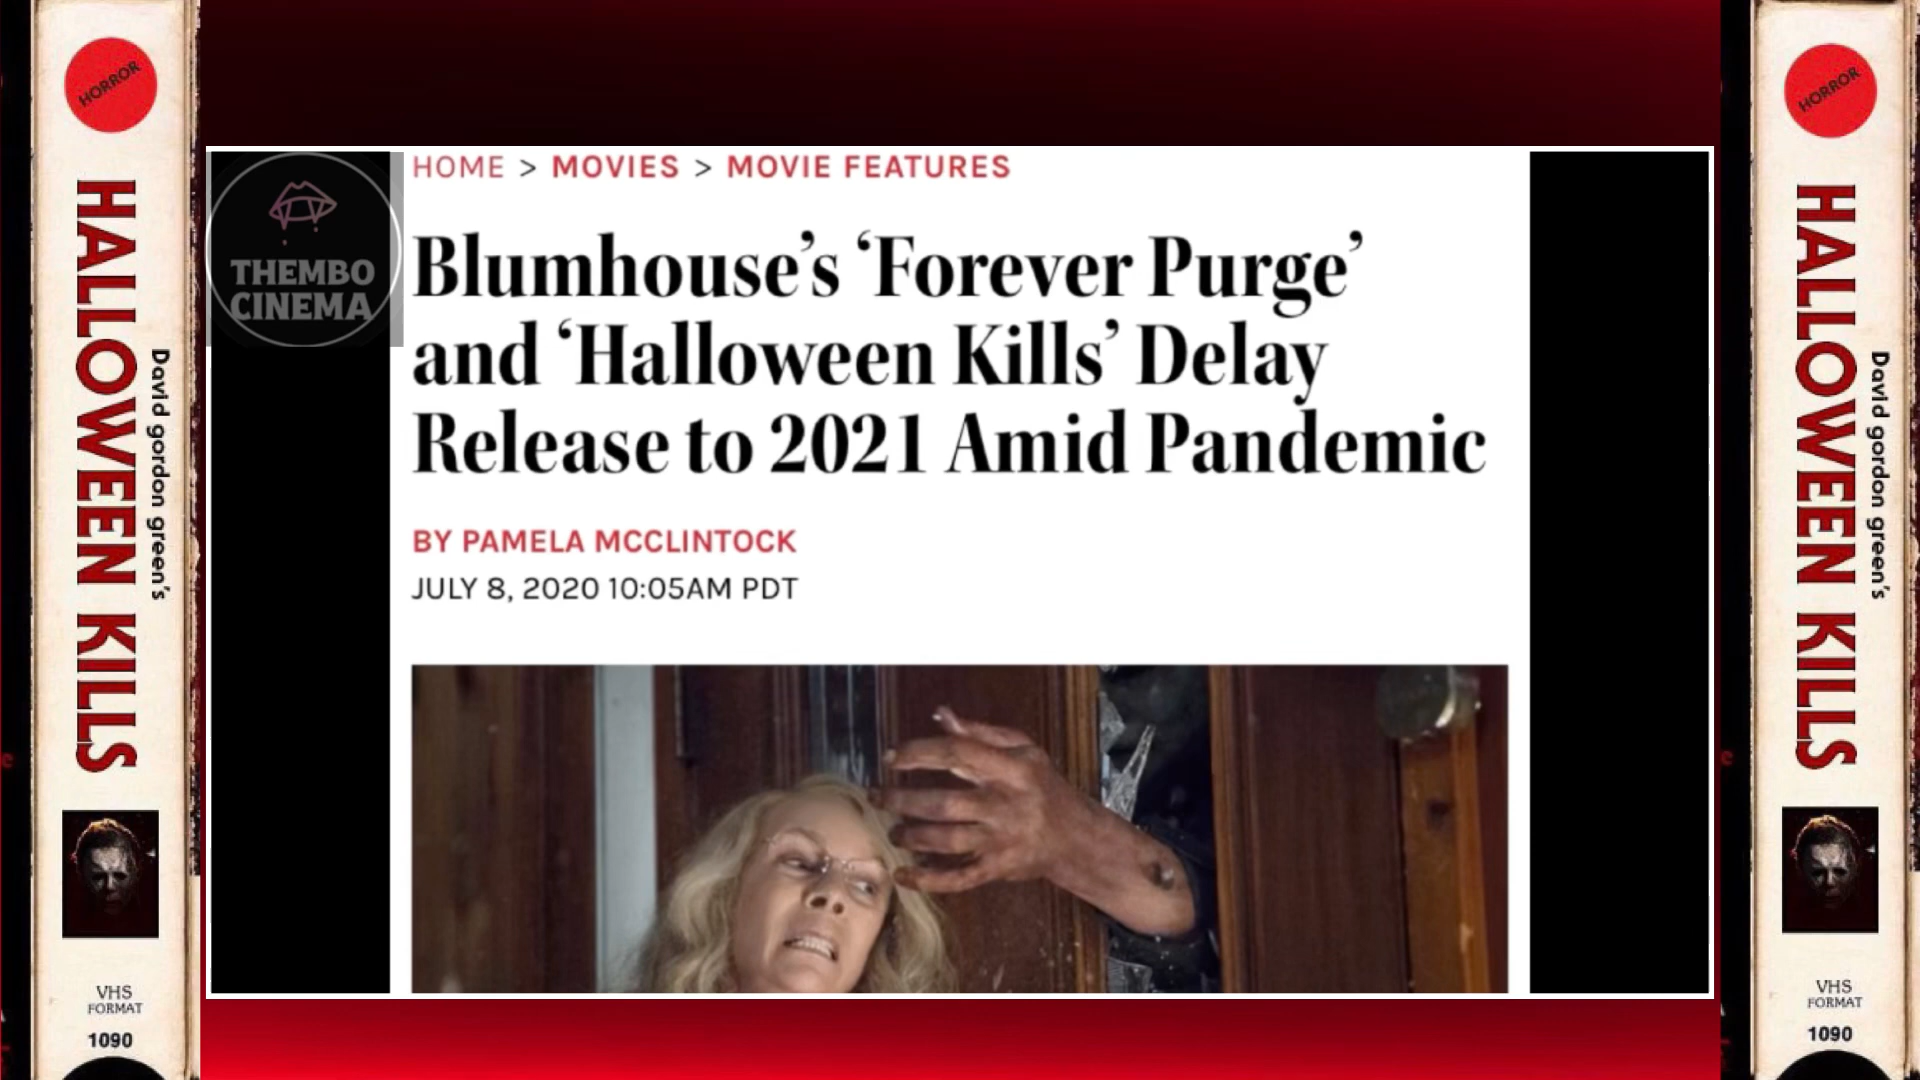 HORROR
HALLOWEEN KILLS
David gordon green's
VHS
FORMAT
1090
THEMBO
CINEMA
HOME > MOVIES > MOVIE FEATURES
Blumhouse's ‘Forever Purge’
and ‘Halloween Kills’ Delay
Release to 2021 Amid Pandemic
BY PAMELA MCCLINTOCK
JULY 8, 2020 10:05AM PDT
HORROR
HALLOWEEN KILLS
David gordon green's
VHS
FORMAT
1090